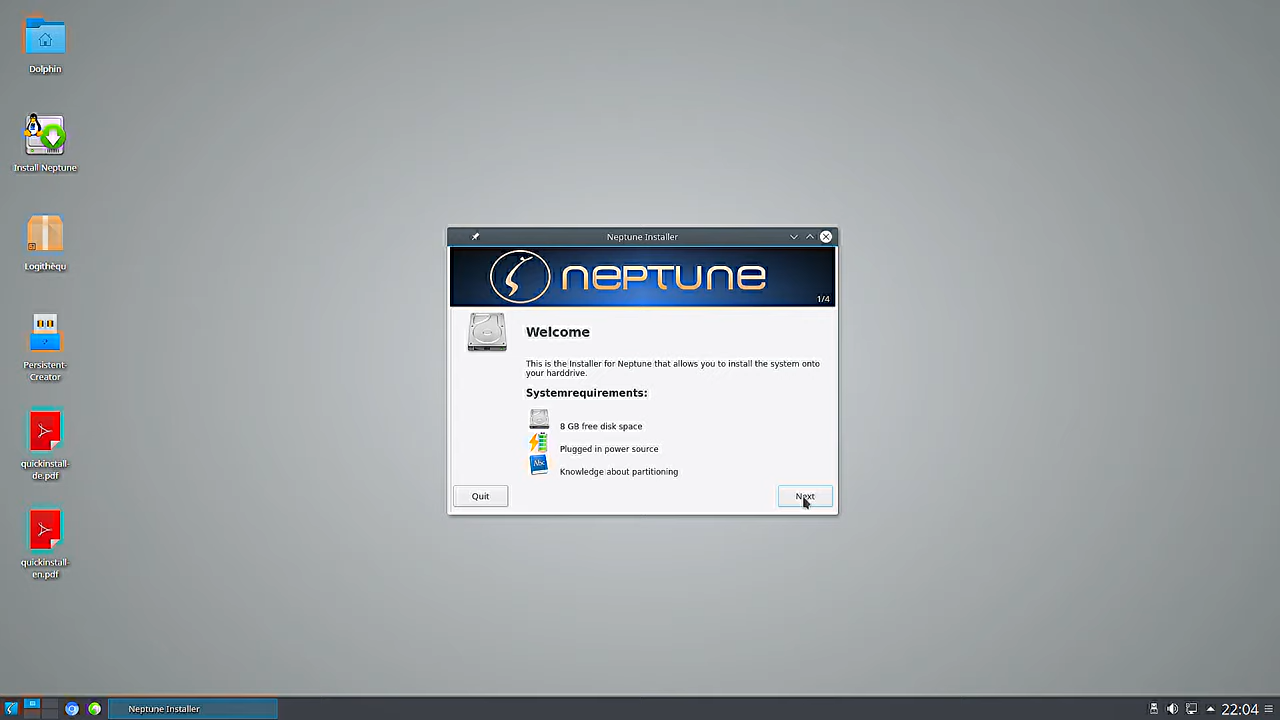 Dolphin
Install Neptune
Logithèqu
Persistent-
Creator
quickinstall-
de.pdf
quickinstall-
en.pdf
Neptune Installer
NEPTUNE
1/4
Welcome
This is the Installer for Neptune that allows you to install the system onto
your harddrive.
Systemrequirements:
8 GB free disk space
Plugged in power source
Abc
Knowledge about partitioning
Quit
Next
Neptune Installer
22:04